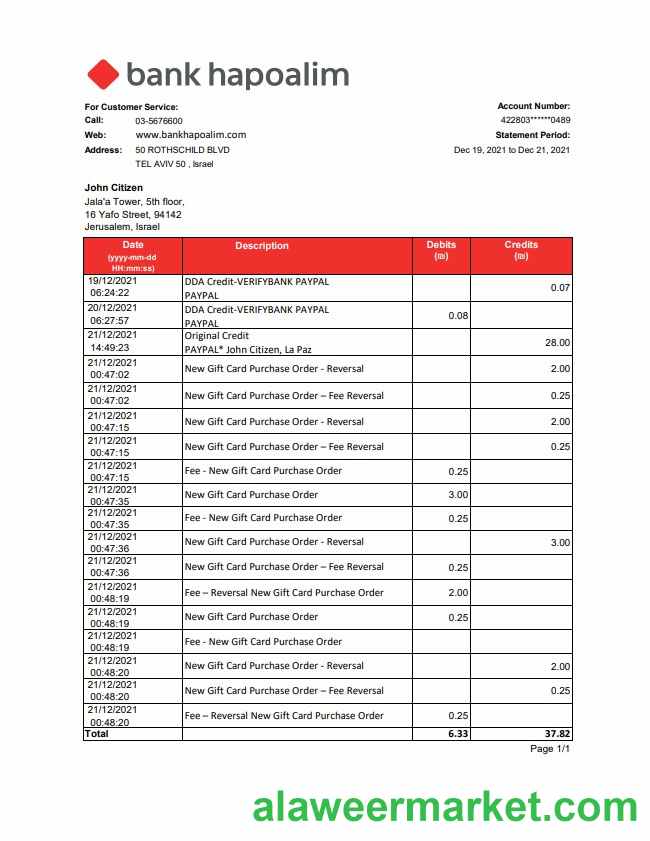 bank hapoalim
For Customer Service:
Call: 03-5676600
Web: www.bankhapoalim.com
Address: 50 ROTHSCHILD BLVD
TEL AVIV 50 , Israel
Account Number:
422803******0489
Statement Period:
Dec 19, 2021 to Dec 21, 2021
John Citizen
Jala'a Tower, 5th floor,
16 Yafo Street, 94142
Jerusalem, Israel
Date Description Debits Credits
(yyyy-mm-dd (₪) (₪)
HH:mm:ss)
19/12/2021 DDA Credit-VERIFYBANK PAYPAL 0.07
06:24:22 PAYPAL
20/12/2021 DDA Credit-VERIFYBANK PAYPAL 0.08
06:27:57 PAYPAL
21/12/2021 Original Credit 28.00
14:49:23 PAYPAL* John Citizen, La Paz
21/12/2021 New Gift Card Purchase Order - Reversal 2.00
00:47:02
21/12/2021 New Gift Card Purchase Order – Fee Reversal 0.25
00:47:02
21/12/2021 New Gift Card Purchase Order - Reversal 2.00
00:47:15
21/12/2021 New Gift Card Purchase Order – Fee Reversal 0.25
00:47:15
21/12/2021 Fee - New Gift Card Purchase Order 0.25
00:47:15
21/12/2021 New Gift Card Purchase Order 3.00
00:47:35
21/12/2021 Fee - New Gift Card Purchase Order 0.25
00:47:35
21/12/2021 New Gift Card Purchase Order - Reversal 3.00
00:47:36
21/12/2021 New Gift Card Purchase Order – Fee Reversal 0.25
00:47:36
21/12/2021 Fee – Reversal New Gift Card Purchase Order 2.00
00:48:19
21/12/2021 New Gift Card Purchase Order 0.25
00:48:19
21/12/2021 Fee - New Gift Card Purchase Order
00:48:19
21/12/2021 New Gift Card Purchase Order - Reversal 2.00
00:48:20
21/12/2021 New Gift Card Purchase Order – Fee Reversal 0.25
00:48:20
21/12/2021 Fee – Reversal New Gift Card Purchase Order 0.25
00:48:20
Total 6.33 37.82
Page 1/1
alaweermarket.com